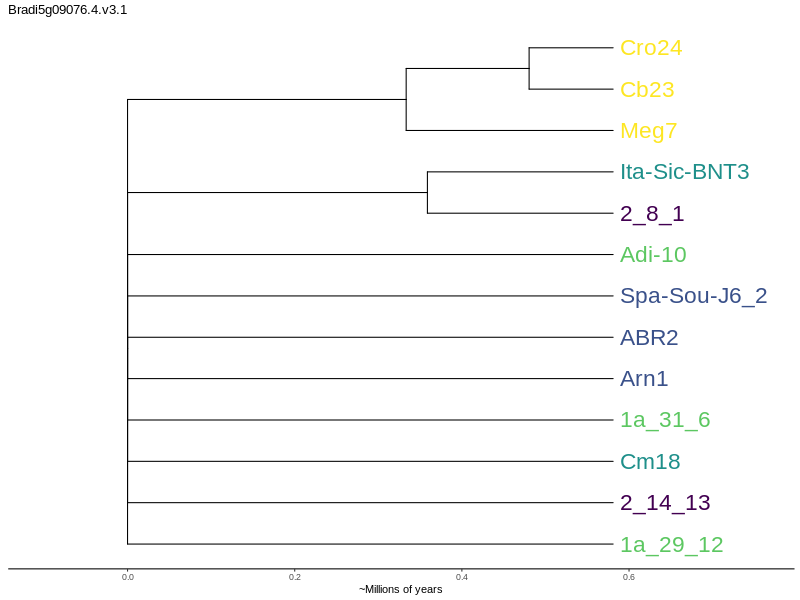 Bradi5g09076.4.v3.1
Cro24
Cb23
Meg7
Ita-Sic-BNT3
2_8_1
Adi-10
Spa-Sou-J6_2
ABR2
Arn1
1a_31_6
Cm18
2_14_13
1a_29_12
0.0 0.2 0.4 0.6
~Millions of years